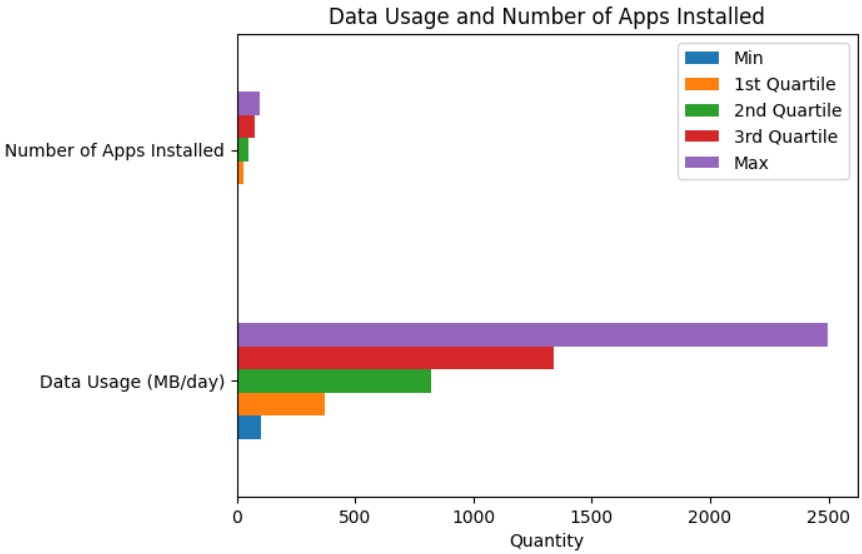 Data Usage and Number of Apps Installed
Min
1st Quartile
2nd Quartile
3rd Quartile
Max
Number of Apps Installed
Data Usage (MB/day)
0 500 1000 1500 2000 2500
Quantity